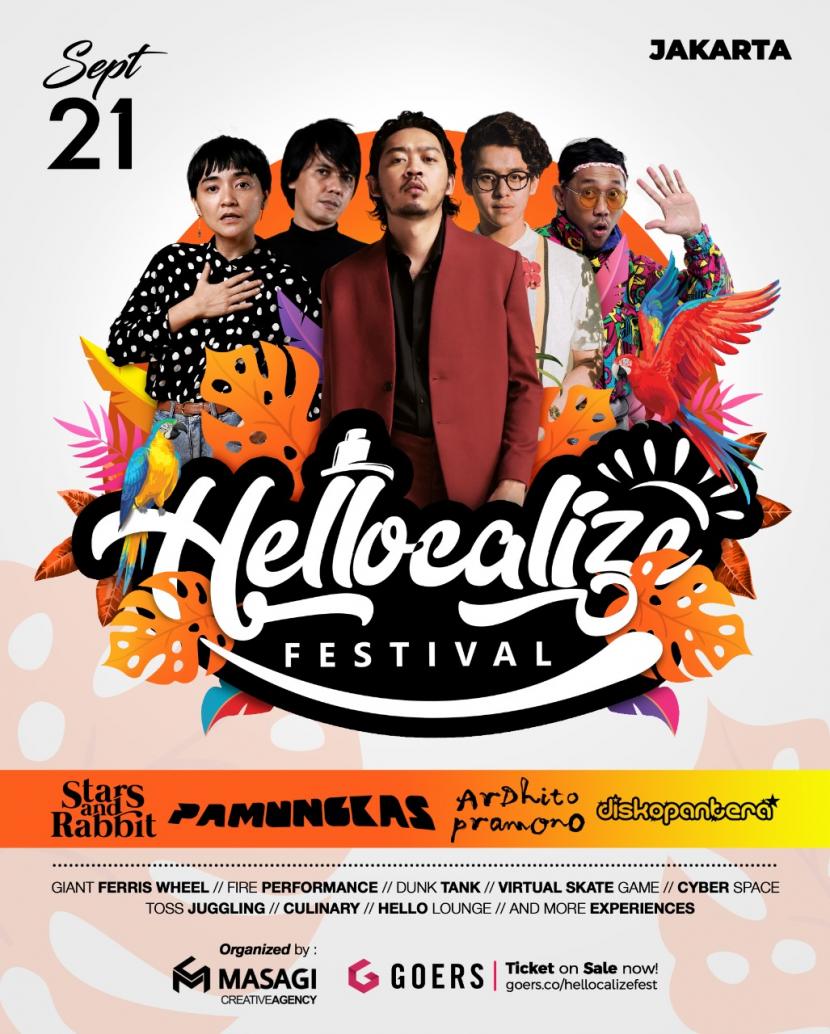 Sept
21
JAKARTA
Hellocalize
FESTIVAL
Stars
and
Rabbit
PAMUNGKAS
ArDhito
pramono
diskopantera
GIANT FERRIS WHEEL // FIRE PERFORMANCE // DUNK TANK // VIRTUAL SKATE GAME // CYBER SPACE
TOSS JUGGLING // CULINARY // HELLO LOUNGE // AND MORE EXPERIENCES
Organized by :
MASAGI
CREATIVEAGENCY
GOERS
Ticket on Sale now!
goers.co/hellocalizefest